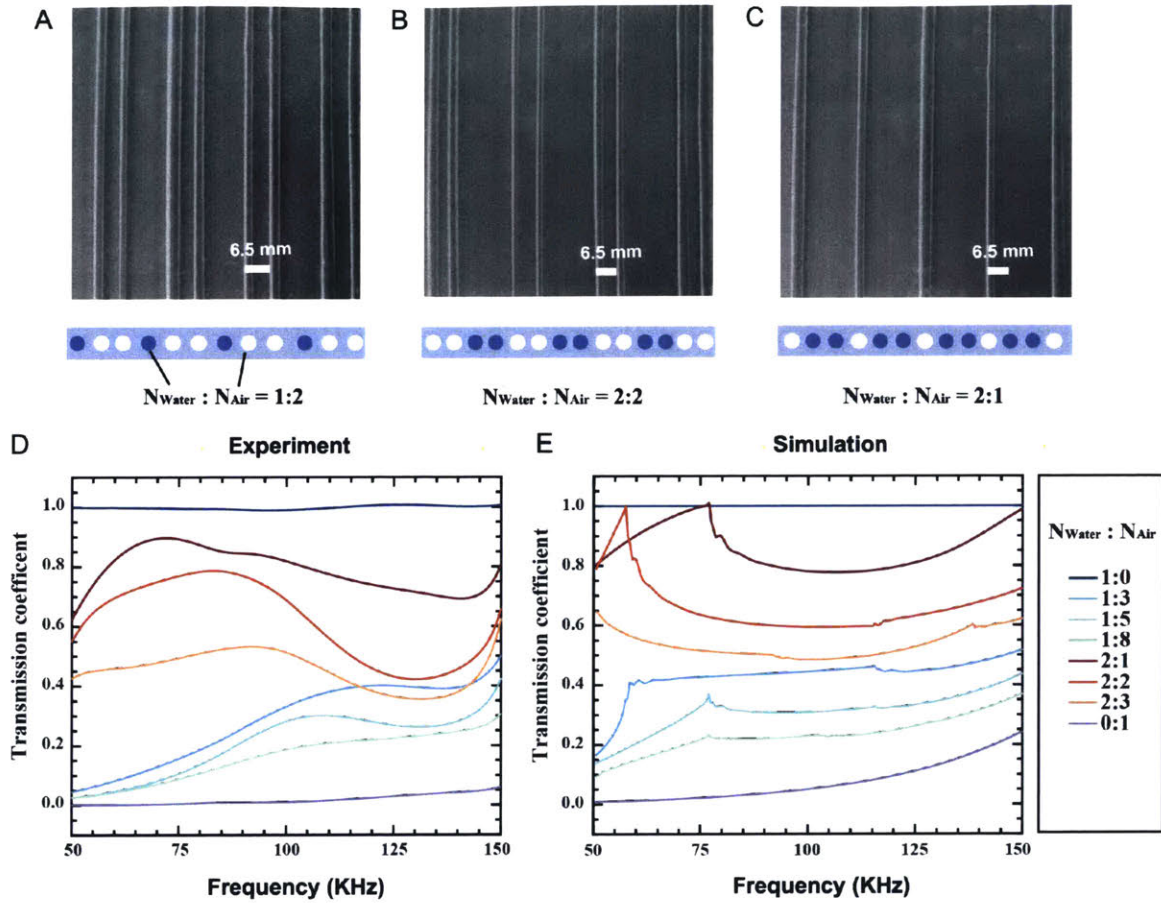 A
B
C
6.5 mm
6.5 mm
6.5 mm
NWater : NAir = 1:2
NWater : NAir = 2:2
NWater : NAir = 2:1
D
Experiment
Transmission coefficent
1.0
0.8
0.6
0.4
0.2
0.0
50
75
100
125
150
Frequency (KHz)
E
Simulation
Transmission coefficient
1.0
0.8
0.6
0.4
0.2
0.0
50
75
100
125
150
Frequency (KHz)
NWater : NAir
1:0
1:3
1:5
1:8
2:1
2:2
2:3
0:1